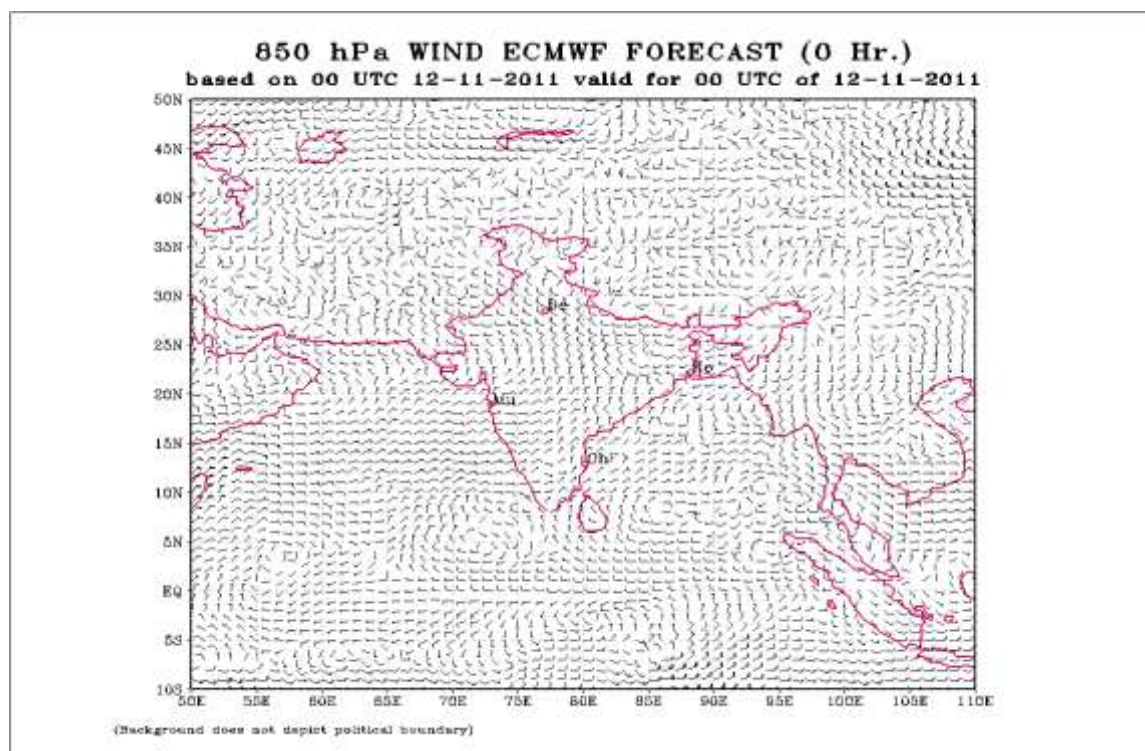 850 hPa WIND ECMWF FORECAST (0 Hr.)
based on 00 UTC 12-11-2011 valid for 00 UTC of 12-11-2011
50N
45N
40N
35N
30N
25N
20N
15N
10N
5N
EQ
5S
10S
50E 55E 60E 65E 70E 75E 80E 85E 90E 95E 100E 105E 110E
(Background does not depict political boundary)